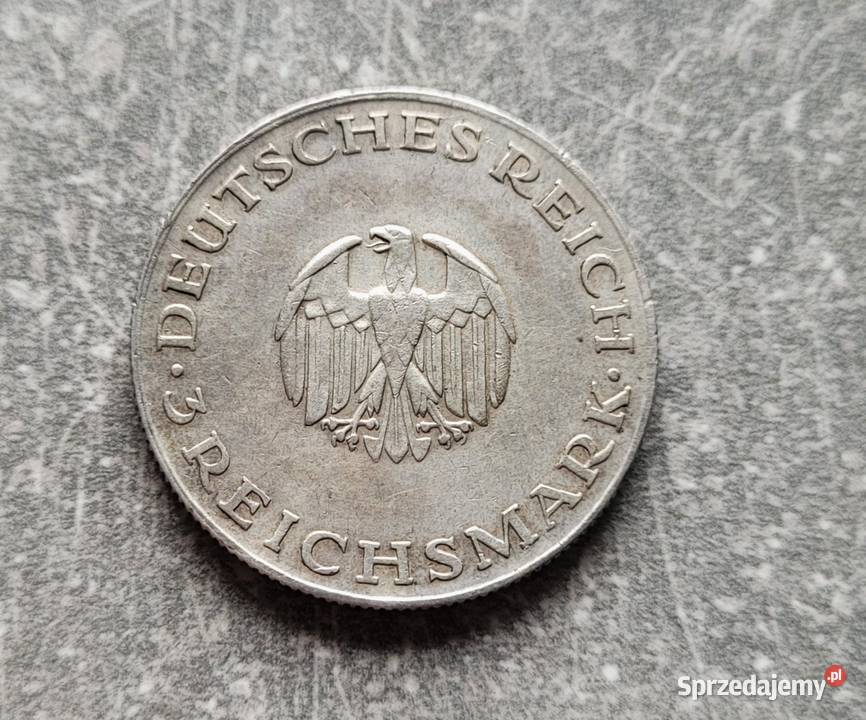 DEUTSCHES REICH
· 3 REICHSMARK ·
Sprzedajemy.pl